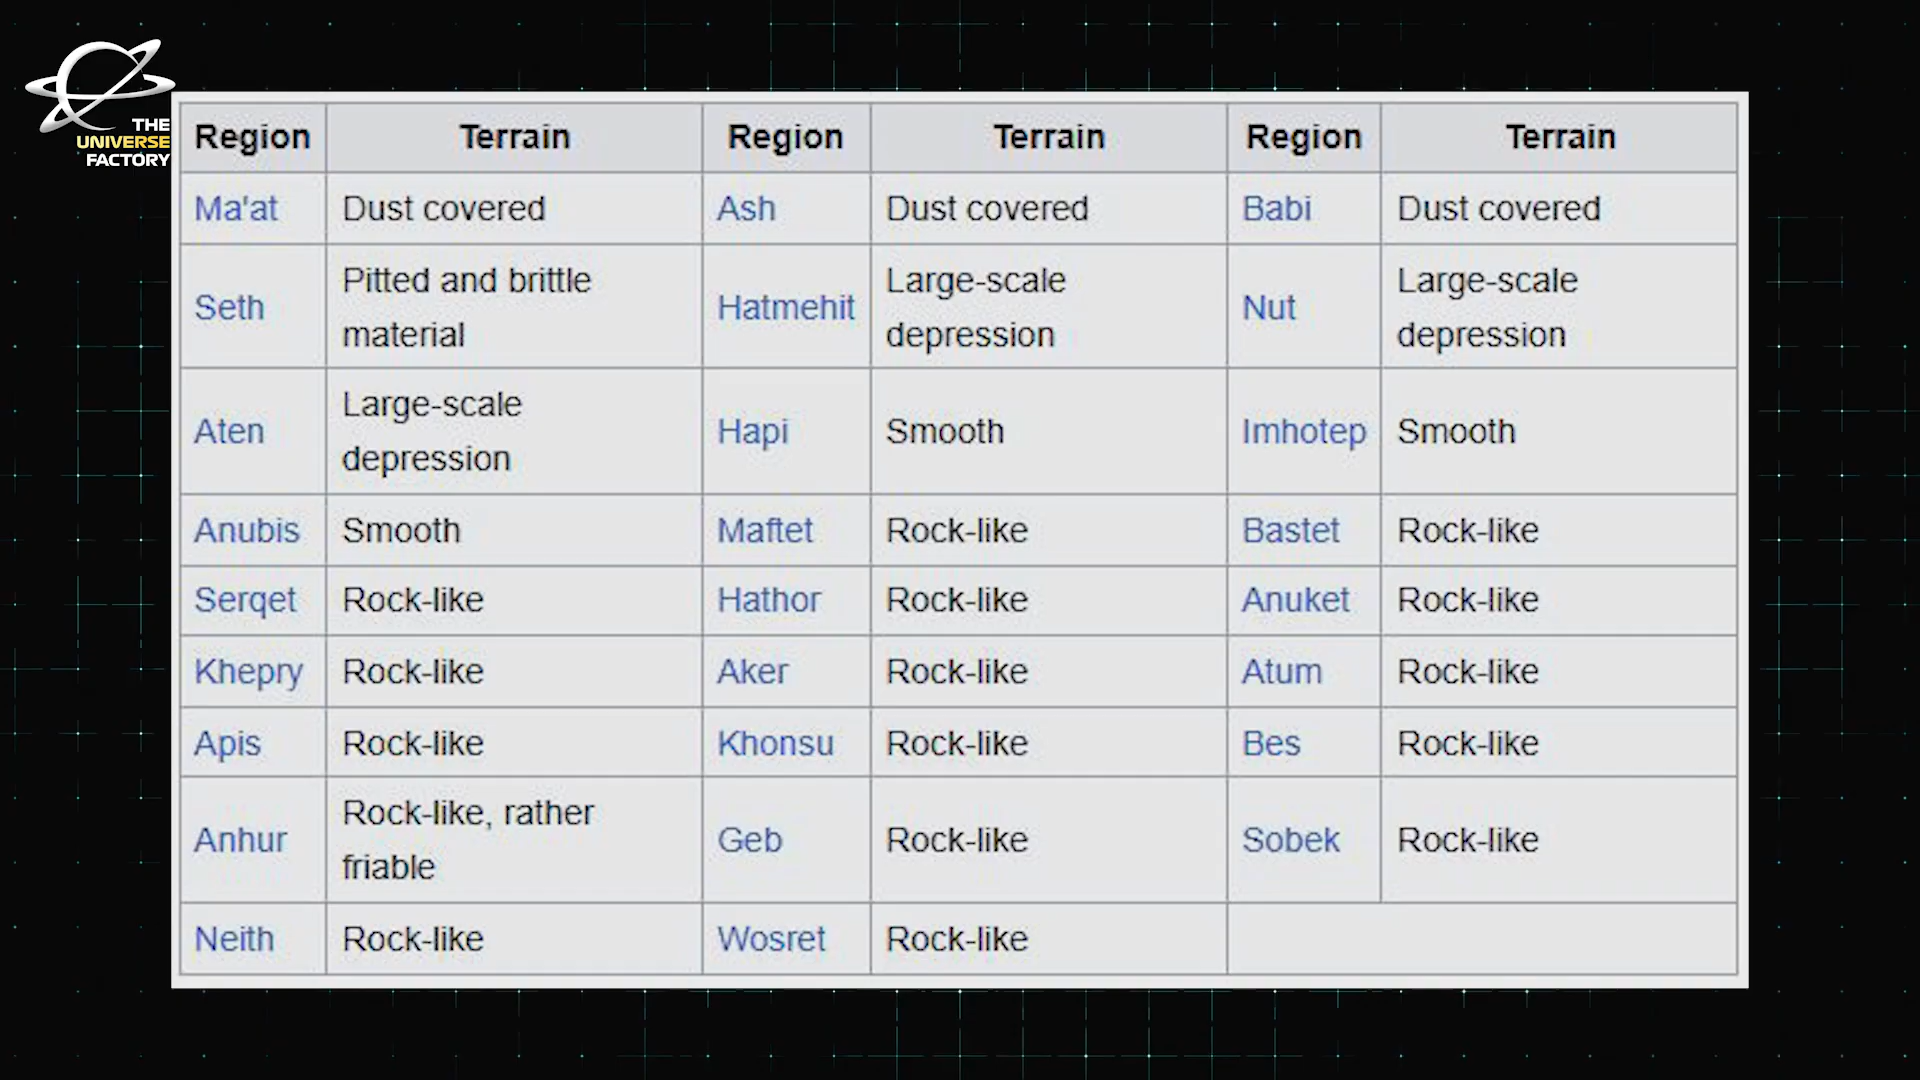 THE
UNIVERSE
FACTORY
Region Terrain Region Terrain Region Terrain
Ma'at Dust covered Ash Dust covered Babi Dust covered
Seth Pitted and brittle material Hatmehit Large-scale depression Nut Large-scale depression
Aten Large-scale depression Hapi Smooth Imhotep Smooth
Anubis Smooth Maftet Rock-like Bastet Rock-like
Serqet Rock-like Hathor Rock-like Anuket Rock-like
Khepry Rock-like Aker Rock-like Atum Rock-like
Apis Rock-like Khonsu Rock-like Bes Rock-like
Anhur Rock-like, rather friable Geb Rock-like Sobek Rock-like
Neith Rock-like Wosret Rock-like